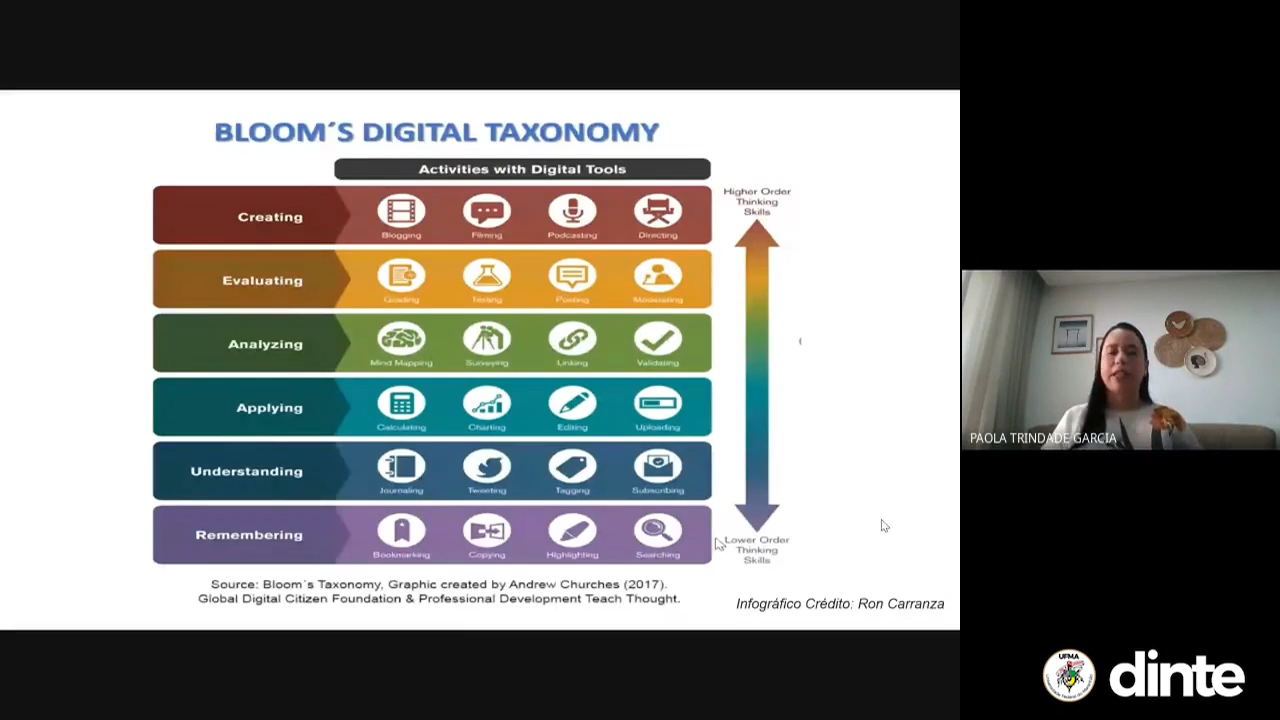 BLOOM´S DIGITAL TAXONOMY
Activities with Digital Tools
Creating
Blogging Filming Podcasting Directing
Evaluating
Grading Testing Posting Moderating
Analyzing
Mind Mapping Surveying Linking Validating
Applying
Calculating Charting Editing Uploading
Understanding
Journaling Tweeting Tagging Subscribing
Remembering
Bookmarking Copying Highlighting Searching
Higher Order
Thinking
Skills
Lower Order
Thinking
Skills
Source: Bloom´s Taxonomy, Graphic created by Andrew Churches (2017).
Global Digital Citizen Foundation & Professional Development Teach Thought.
Infográfico Crédito: Ron Carranza
PAOLA TRINDADE GARCIA
UFMA
dinte